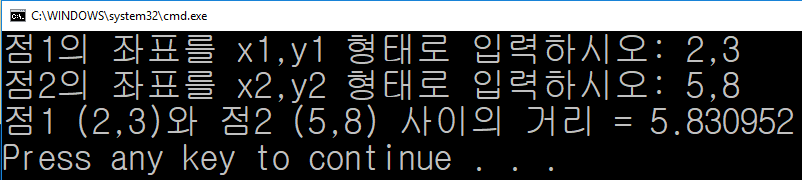 C:\WINDOWS\system32\cmd.exe
점1의 좌표를 x1,y1 형태로 입력하시오: 2,3
점2의 좌표를 x2,y2 형태로 입력하시오: 5,8
점1 (2,3)와 점2 (5,8) 사이의 거리 = 5.830952
Press any key to continue . . .